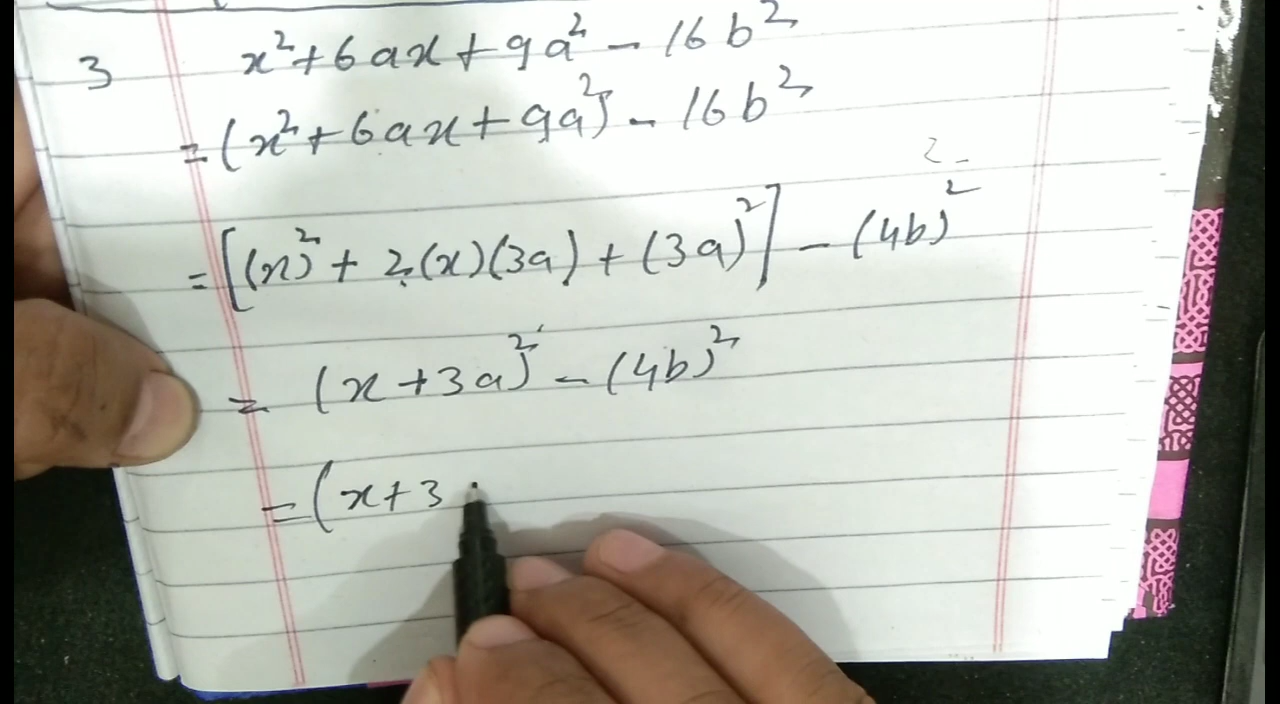 3 x² + 6ax + 9a² - 16b²
= (x² + 6ax + 9a²) - 16b²
= [(x)² + 2(x)(3a) + (3a)²] - (4b)²
= (x + 3a)² - (4b)²
= (x + 3